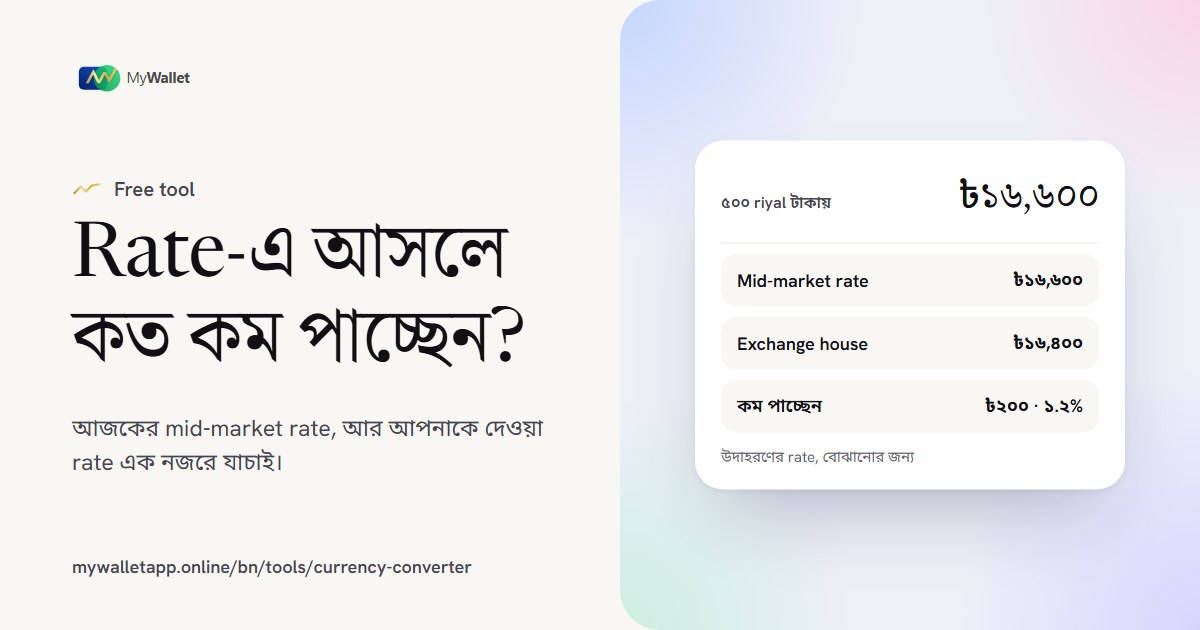 MyWallet
Free tool
Rate-এ আসলে
কত কম পাচ্ছেন?
আজকের mid-market rate, আর আপনাকে দেওয়া
rate এক নজরে যাচাই।
mywalletapp.online/bn/tools/currency-converter
৫০০ riyal টাকায় ৳১৬,৬০০
Mid-market rate ৳১৬,৬০০
Exchange house ৳১৬,৪০০
কম পাচ্ছেন ৳২০০ · ১.২%
উদাহরণের rate, বোঝানোর জন্য